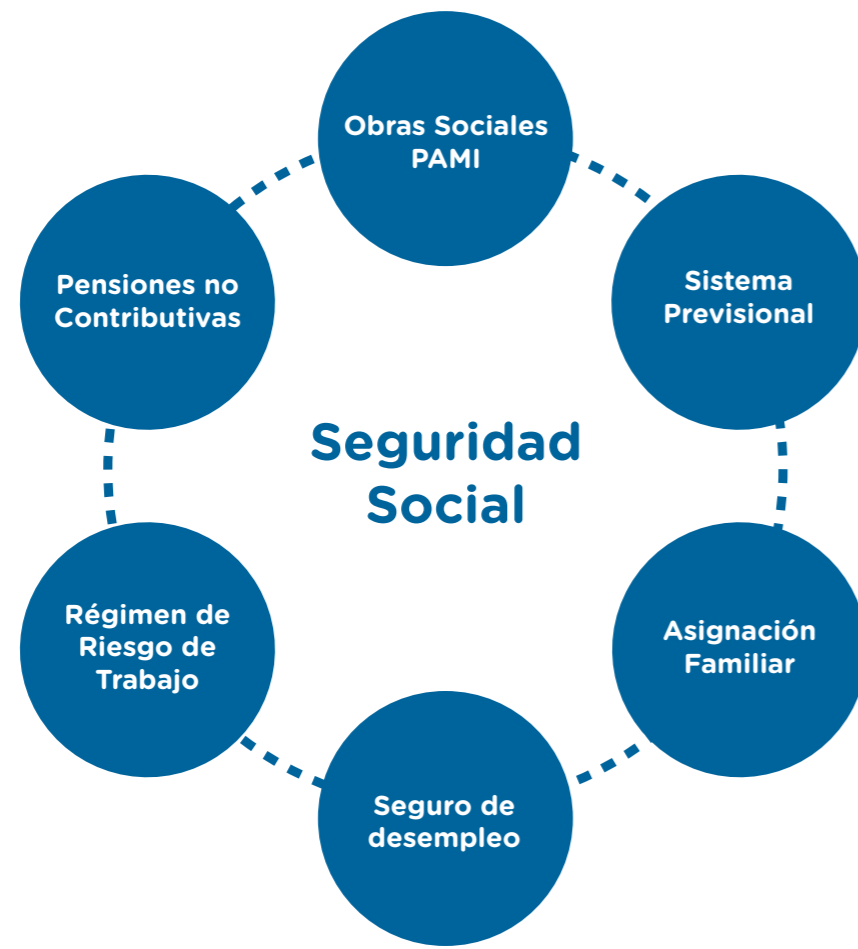 Obras Sociales
PAMI
Sistema
Previsional
Asignación
Familiar
Seguro de
desempleo
Régimen de
Riesgo de
Trabajo
Pensiones no
Contributivas
Seguridad
Social